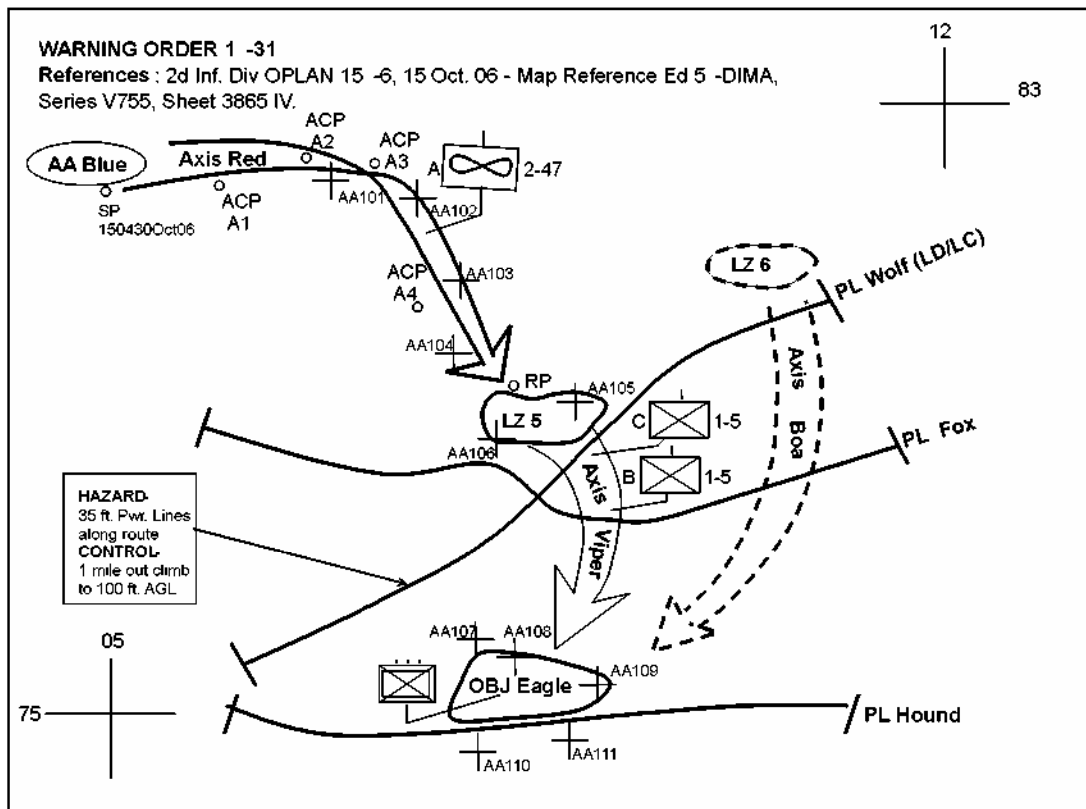 WARNING ORDER 1 -31
References : 2d Inf. Div OPLAN 15 -6, 15 Oct. 06 - Map Reference Ed 5 -DIMA,
Series V755, Sheet 3865 IV.
12
83
AA Blue
Axis Red
ACP
A2
ACP
A3
A
2-47
SP
150430Oct06
ACP
A1
AA101
AA102
ACP
A4
AA103
AA104
LZ 6
PL Wolf (LD/LC)
RP
AA105
LZ 5
AA106
C
1-5
B
1-5
Axis
Boa
PL Fox
Axis
Viper
HAZARD-
35 ft. Pwr. Lines
along route
CONTROL-
1 mile out climb
to 100 ft. AGL
05
75
AA107
AA108
AA109
OBJ Eagle
PL Hound
AA110
AA111